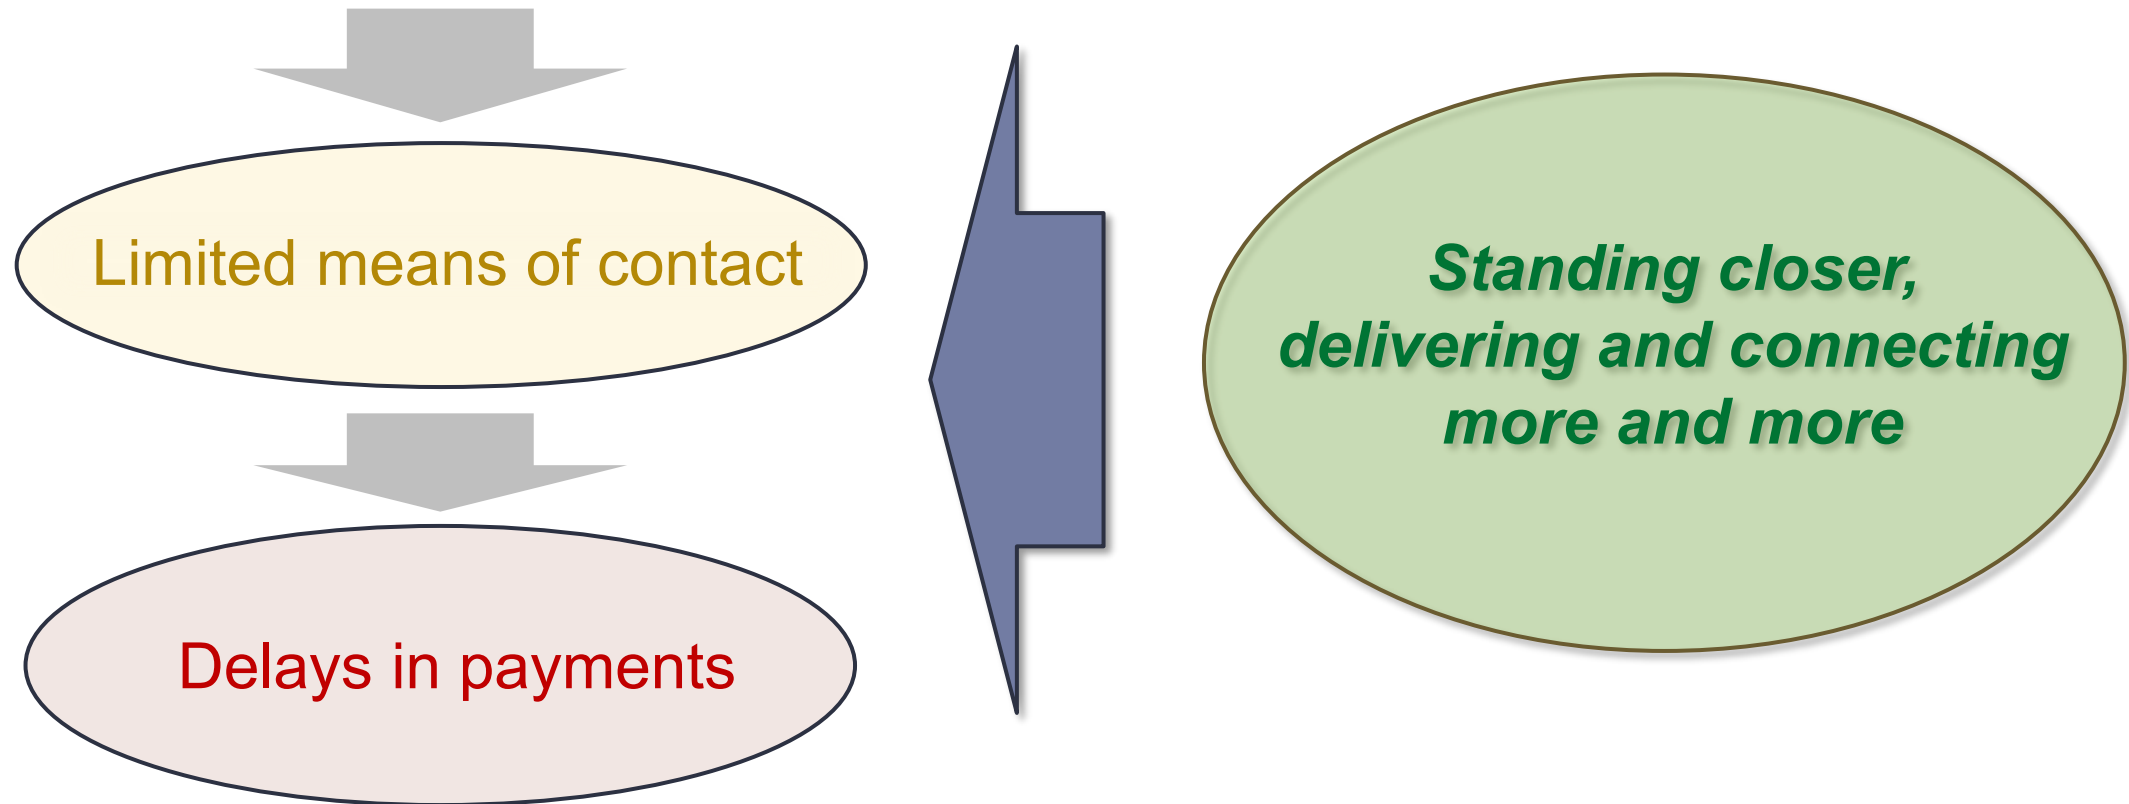 Limited means of contact
Delays in payments
Standing closer,
delivering and connecting
more and more